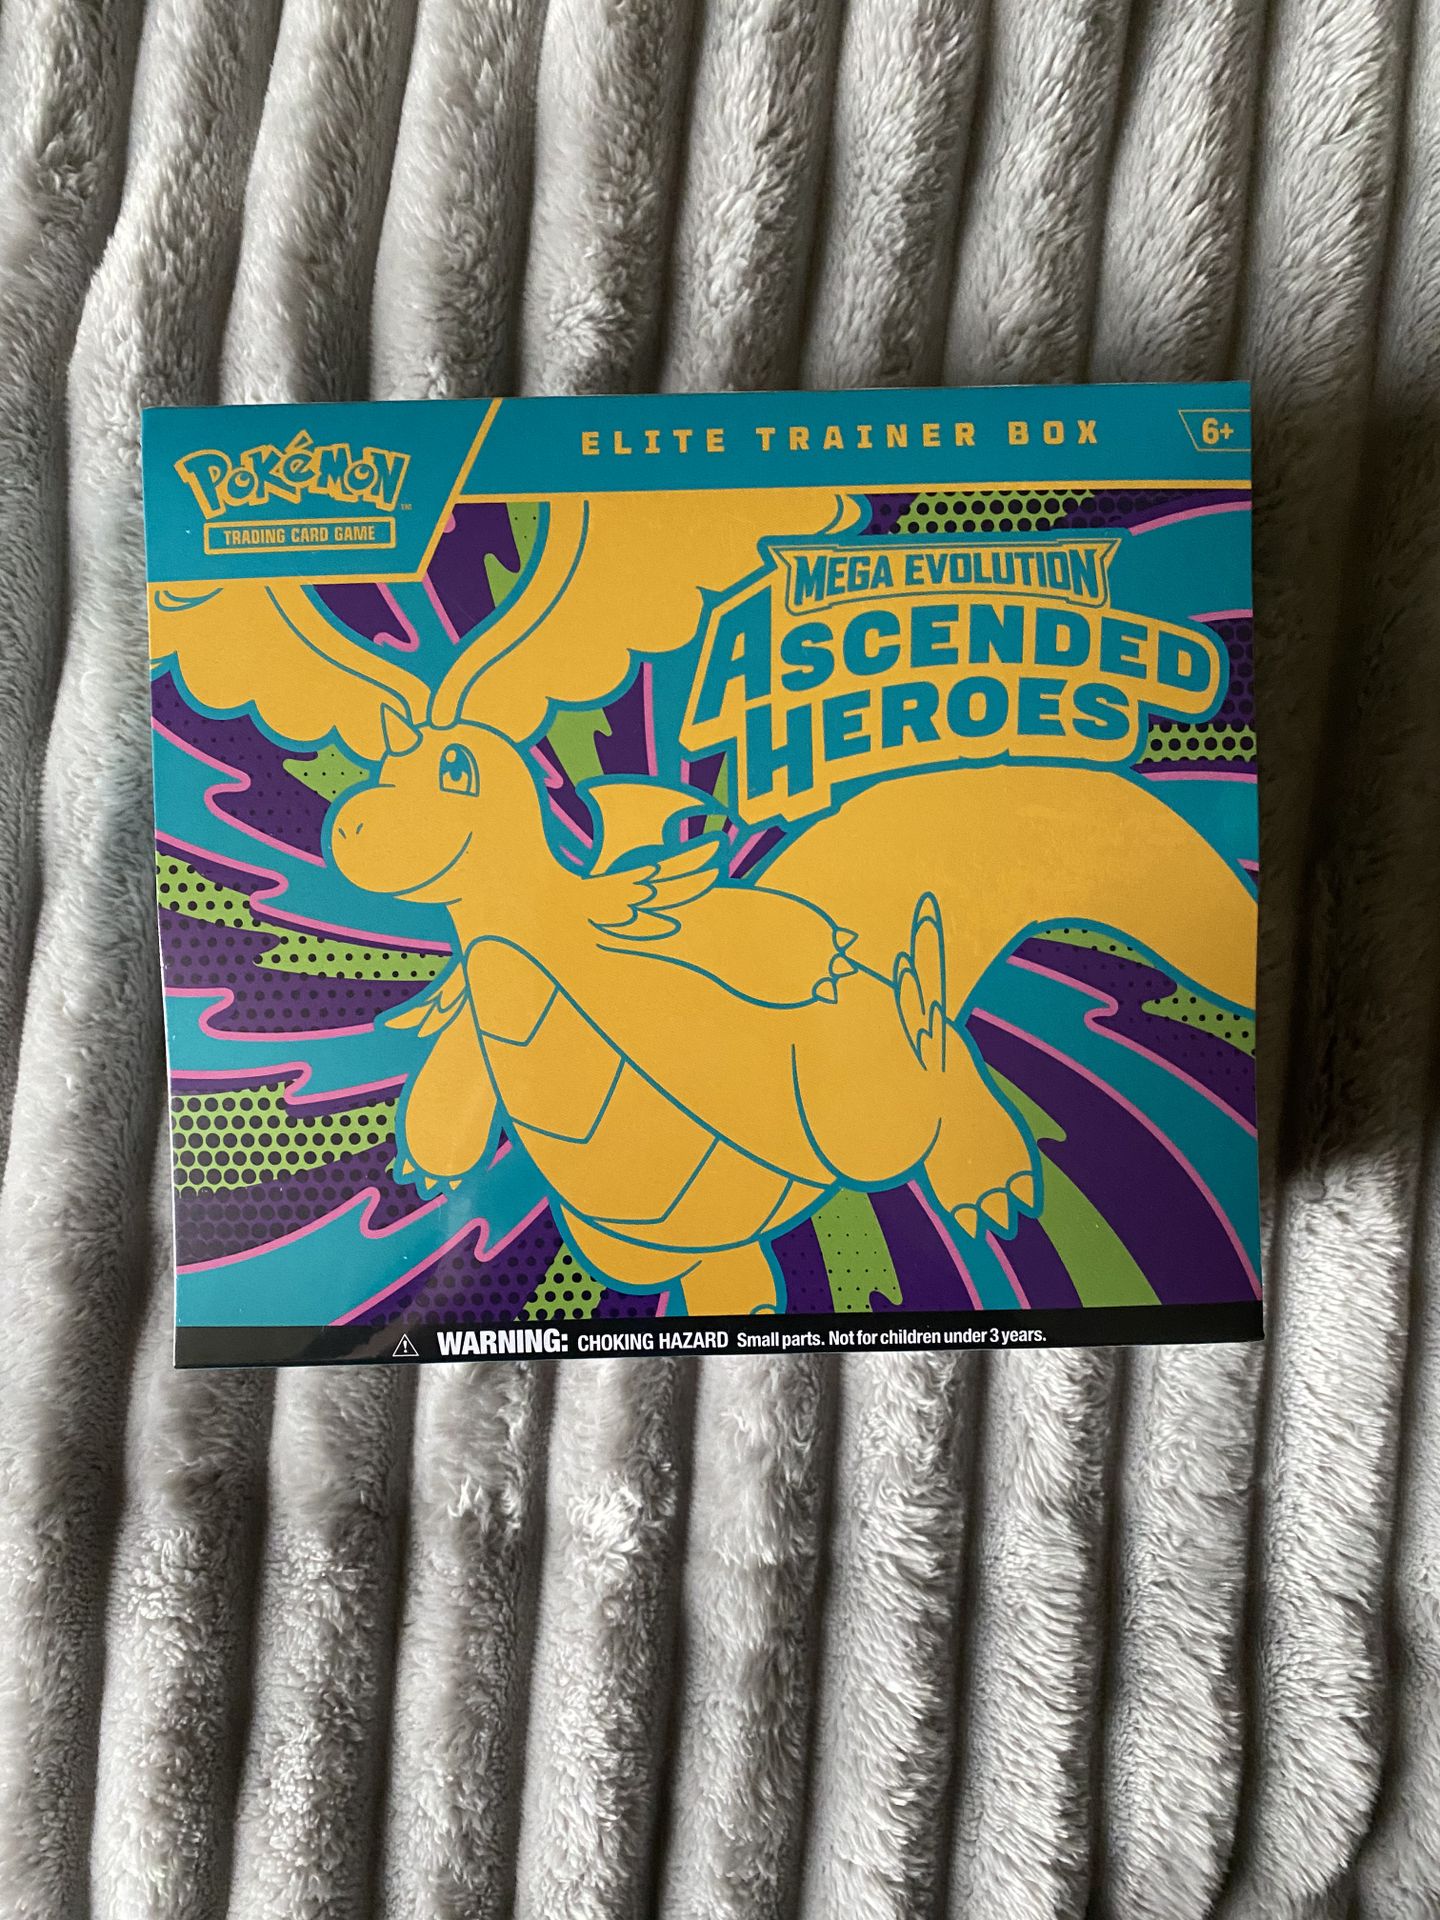 POKéMON™
TRADING CARD GAME
ELITE TRAINER BOX
6+
MEGA EVOLUTION
ASCENDED
HEROES
WARNING: CHOKING HAZARD Small parts. Not for children under 3 years.